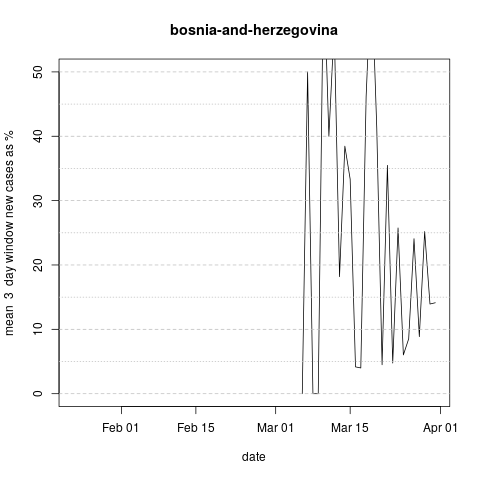 bosnia-and-herzegovina
mean 3 day window new cases as %
50
40
30
20
10
0
Feb 01 Feb 15 Mar 01 Mar 15 Apr 01
date